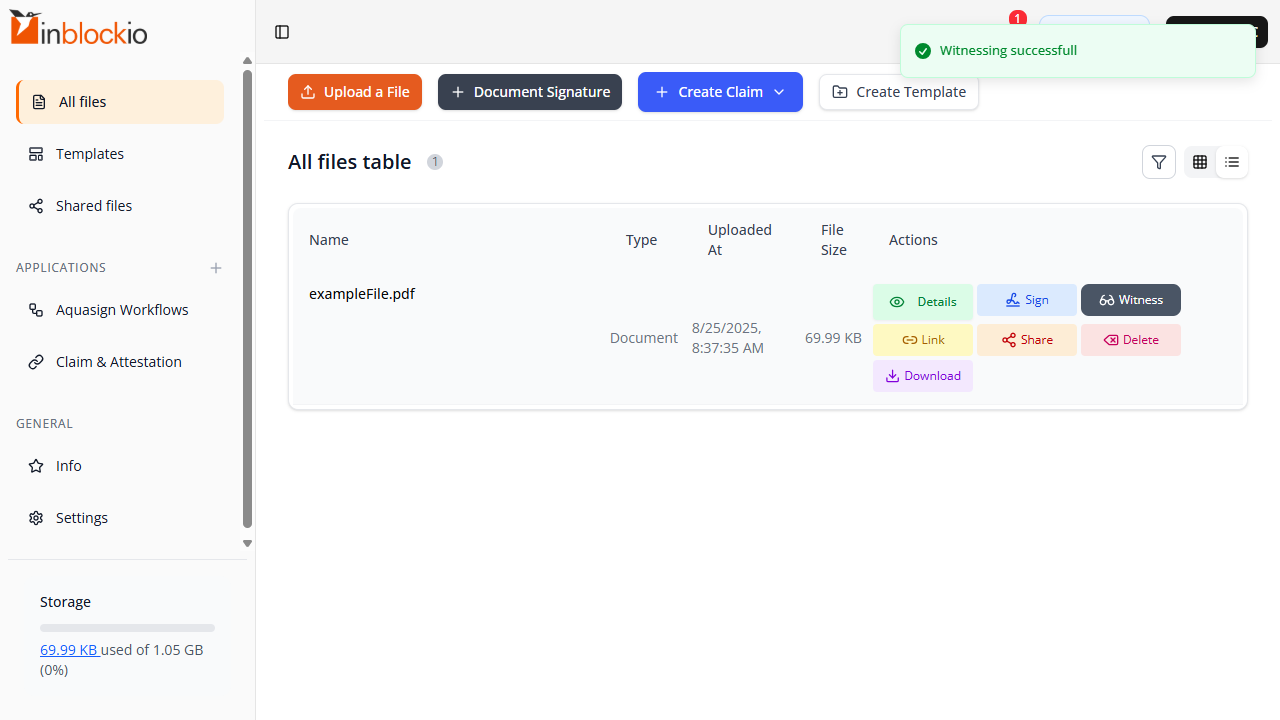 inblockio
1
Witnessing successfull
All files
Templates
Shared files
APPLICATIONS
Aquasign Workflows
Claim & Attestation
GENERAL
Info
Settings
Storage
69.99 KB used of 1.05 GB
(0%)
Upload a File
Document Signature
Create Claim
Create Template
All files table 1
Name
Type
Uploaded
At
File
Size
Actions
exampleFile.pdf
Document
8/25/2025,
8:37:35 AM
69.99 KB
Details
Sign
Witness
Link
Share
Delete
Download